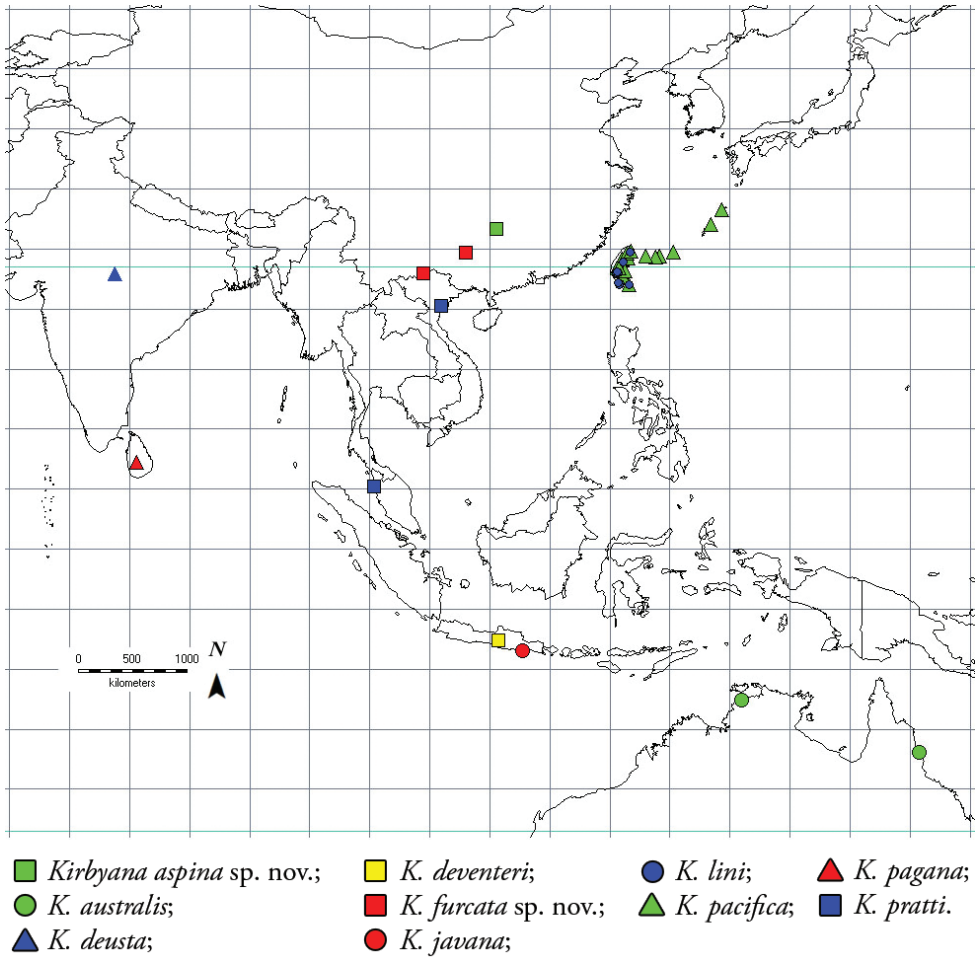 N
0 500 1000
kilometers
Kirbyana aspina sp. nov.; K. deventeri; K. lini; K. pagana;
K. australis; K. furcata sp. nov.; K. pacifica; K. pratti.
K. deusta; K. javana;